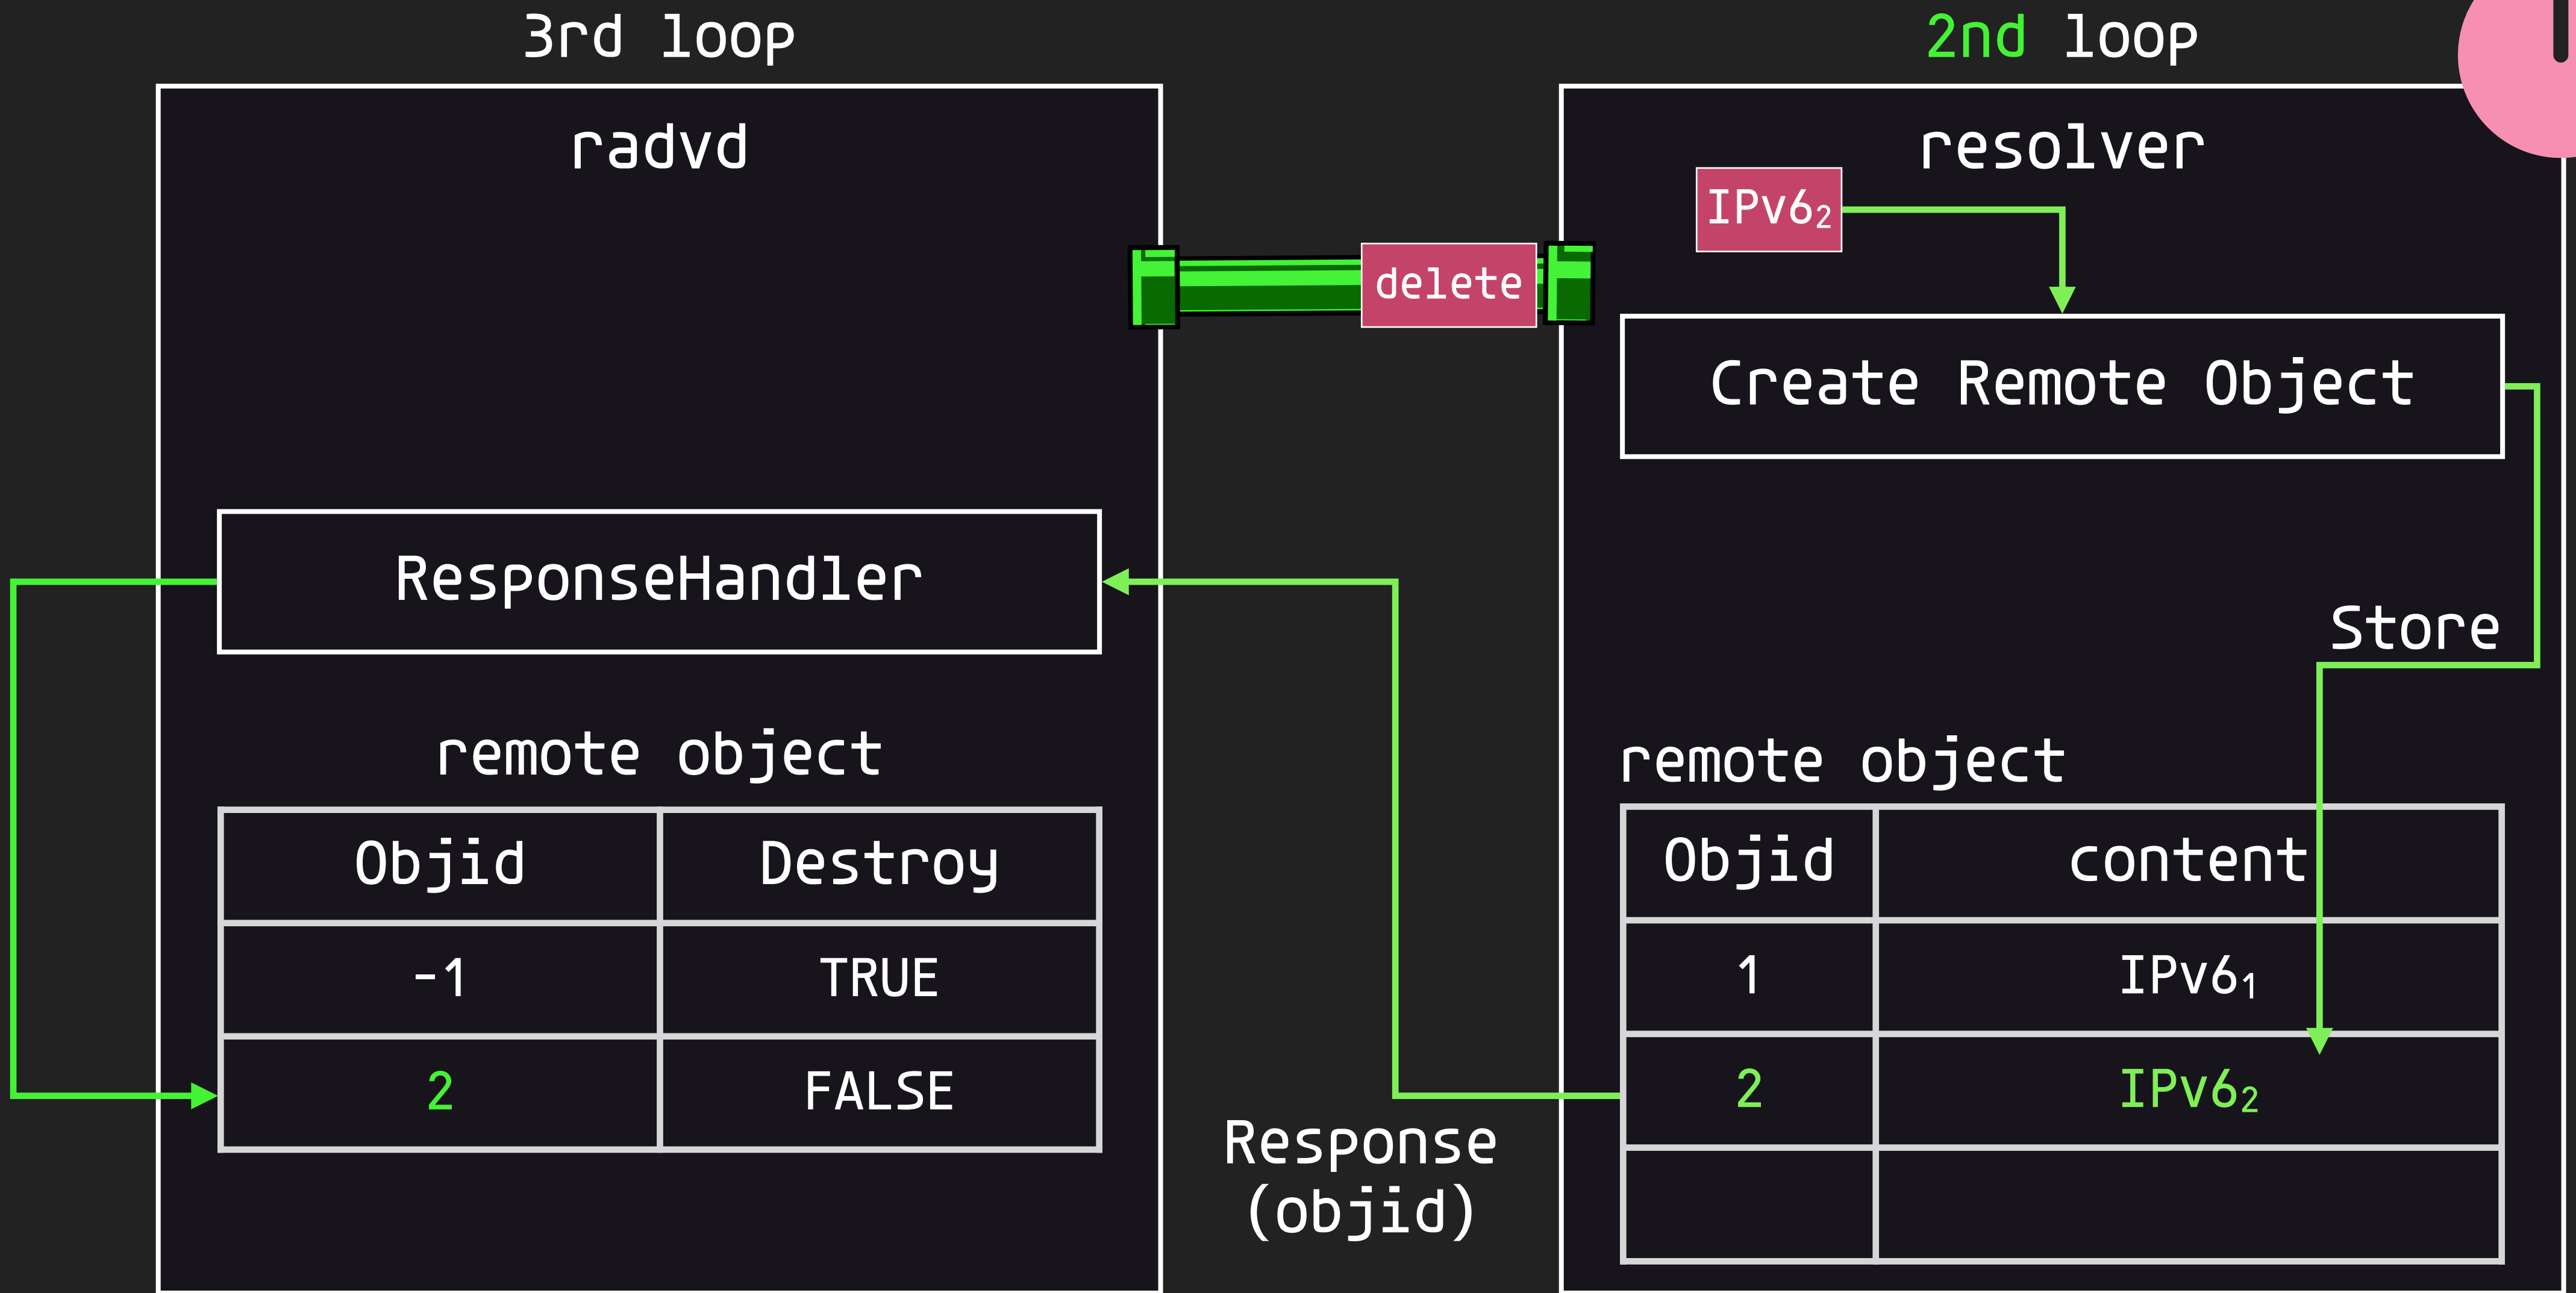 3rd loop
radvd
ResponseHandler
remote object
Objid Destroy
-1 TRUE
2 FALSE
delete
Response
(objid)
2nd loop
resolver
IPv6₂
Create Remote Object
Store
remote object
Objid content
1 IPv6₁
2 IPv6₂